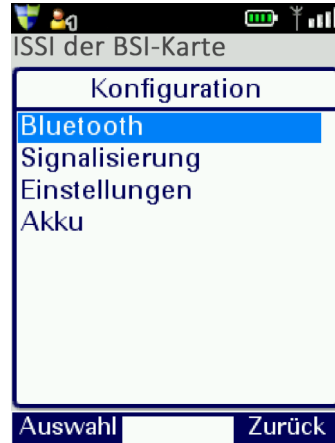 ISSI der BSI-Karte
Konfiguration
Bluetooth
Signalisierung
Einstellungen
Akku
Auswahl Zurück